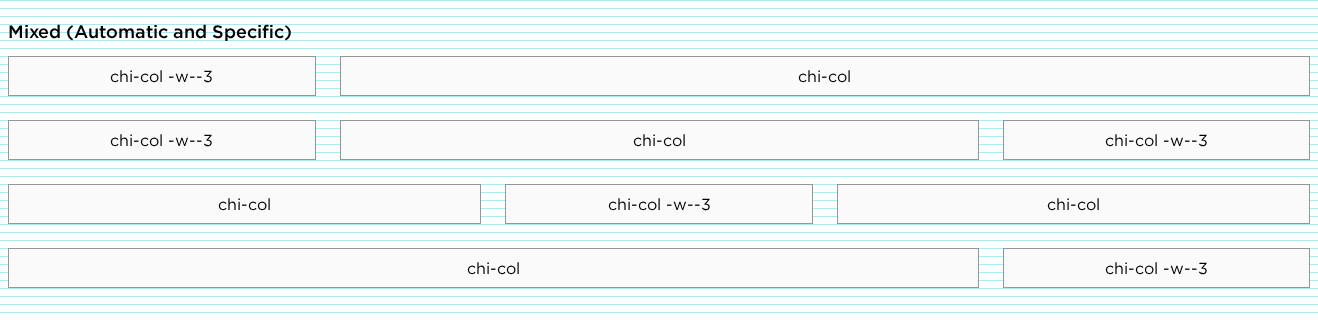 Mixed (Automatic and Specific)
chi-col -w--3 chi-col
chi-col -w--3 chi-col chi-col -w--3
chi-col chi-col -w--3 chi-col
chi-col chi-col -w--3